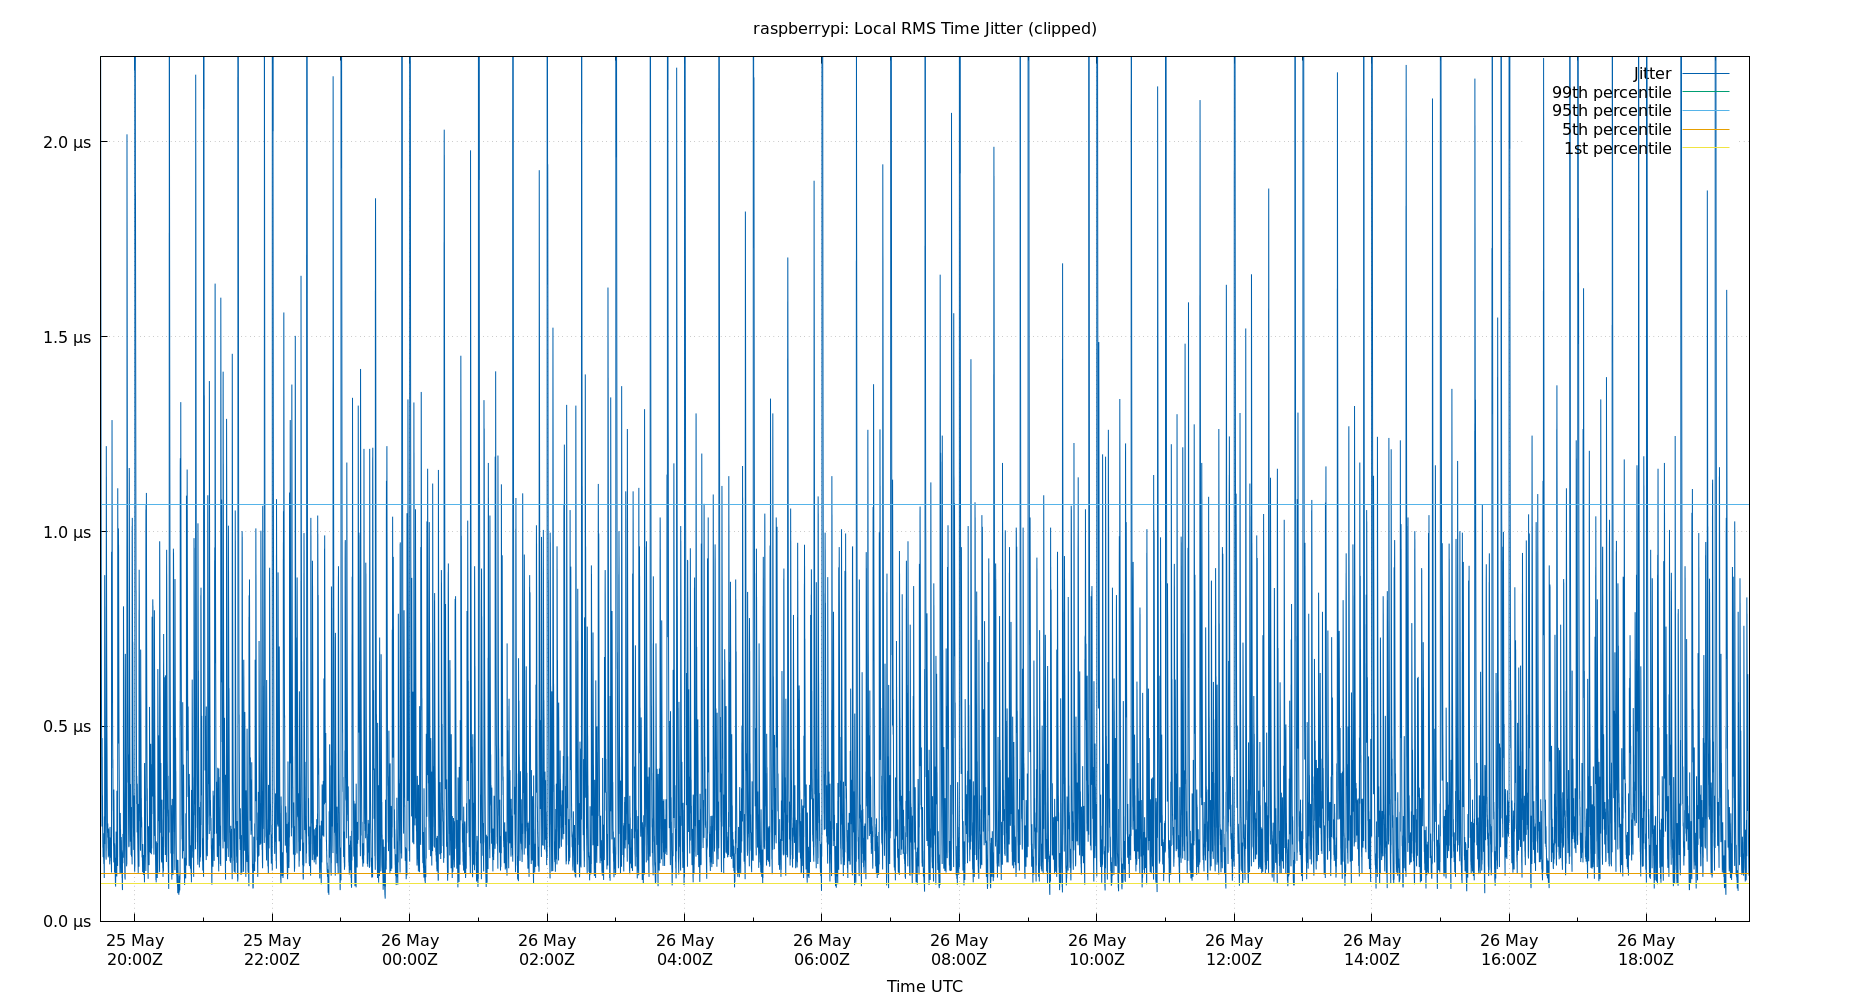 raspberrypi: Local RMS Time Jitter (clipped)
Jitter
99th percentile
95th percentile
5th percentile
1st percentile
2.0 µs
1.5 µs
1.0 µs
0.5 µs
0.0 µs
25 May 25 May 26 May 26 May 26 May 26 May 26 May 26 May 26 May 26 May 26 May 26 May
20:00Z 22:00Z 00:00Z 02:00Z 04:00Z 06:00Z 08:00Z 10:00Z 12:00Z 14:00Z 16:00Z 18:00Z
Time UTC